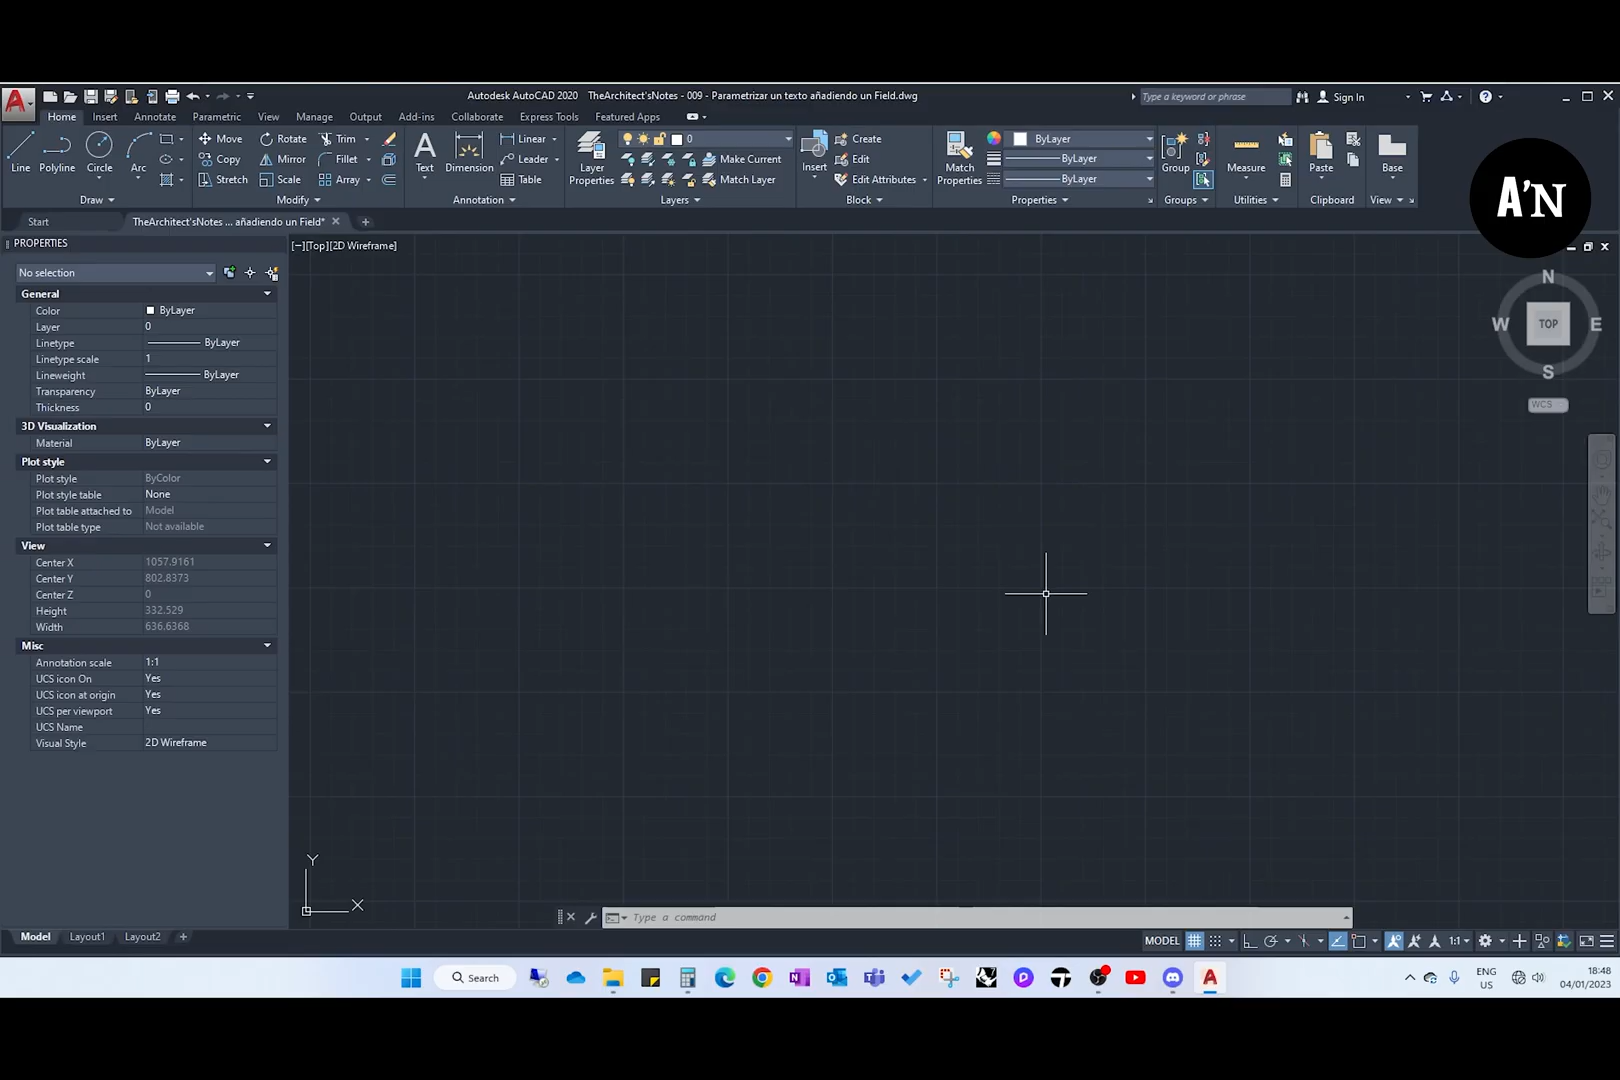 Autodesk AutoCAD 2020 TheArchitect'sNotes - 009 - Parametrizar un texto añadiendo un Field.dwg
Type a keyword or phrase
Sign In
Home Insert Annotate Parametric View Manage Output Add-ins Collaborate Express Tools Featured Apps
Line Polyline Circle Arc
Move Rotate Trim
Copy Mirror Fillet
Stretch Scale Array
Text Dimension
Linear
Leader
Table
Layer Properties
0
Make Current
Match Layer
Insert
Create
Edit
Edit Attributes
Match Properties
ByLayer
ByLayer
ByLayer
Group
Measure
Paste
Base
Draw Modify Annotation Layers Block Properties Groups Utilities Clipboard View
A'N
Start
TheArchitect'sNotes ... añadiendo un Field*
PROPERTIES
[−][Top][2D Wireframe]
No selection
General
Color ByLayer
Layer 0
Linetype ByLayer
Linetype scale 1
Lineweight ByLayer
Transparency ByLayer
Thickness 0
3D Visualization
Material ByLayer
Plot style
Plot style ByColor
Plot style table None
Plot table attached to Model
Plot table type Not available
View
Center X 1057.9161
Center Y 802.8373
Center Z 0
Height 332.529
Width 636.6368
Misc
Annotation scale 1:1
UCS icon On Yes
UCS icon at origin Yes
UCS per viewport Yes
UCS Name
Visual Style 2D Wireframe
N
W TOP E
S
WCS
Y
X
Type a command
Model Layout1 Layout2
MODEL
1:1
Search
ENG
US
18:48
04/01/2023